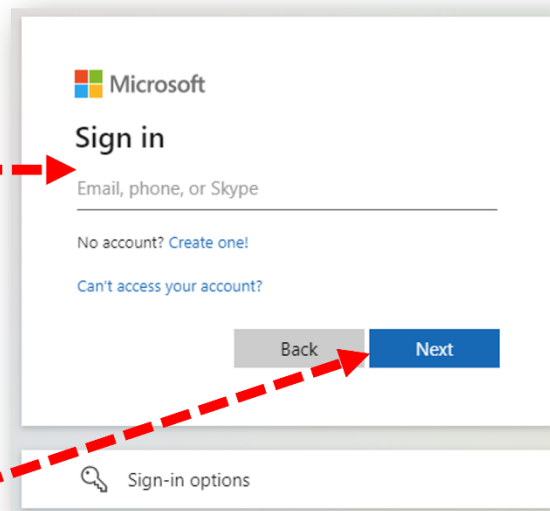 Microsoft
Sign in
Email, phone, or Skype
No account? Create one!
Can't access your account?
Back Next
Sign-in options